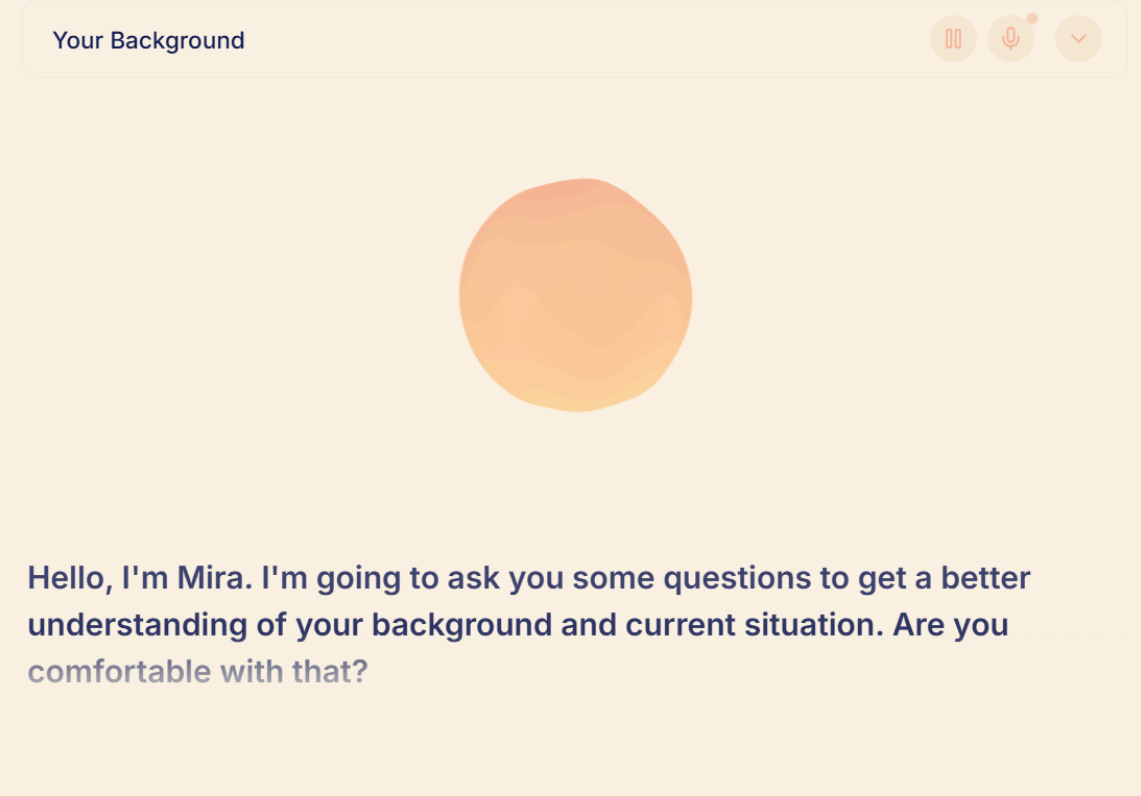 Your Background
Hello, I'm Mira. I'm going to ask you some questions to get a better
understanding of your background and current situation. Are you
comfortable with that?